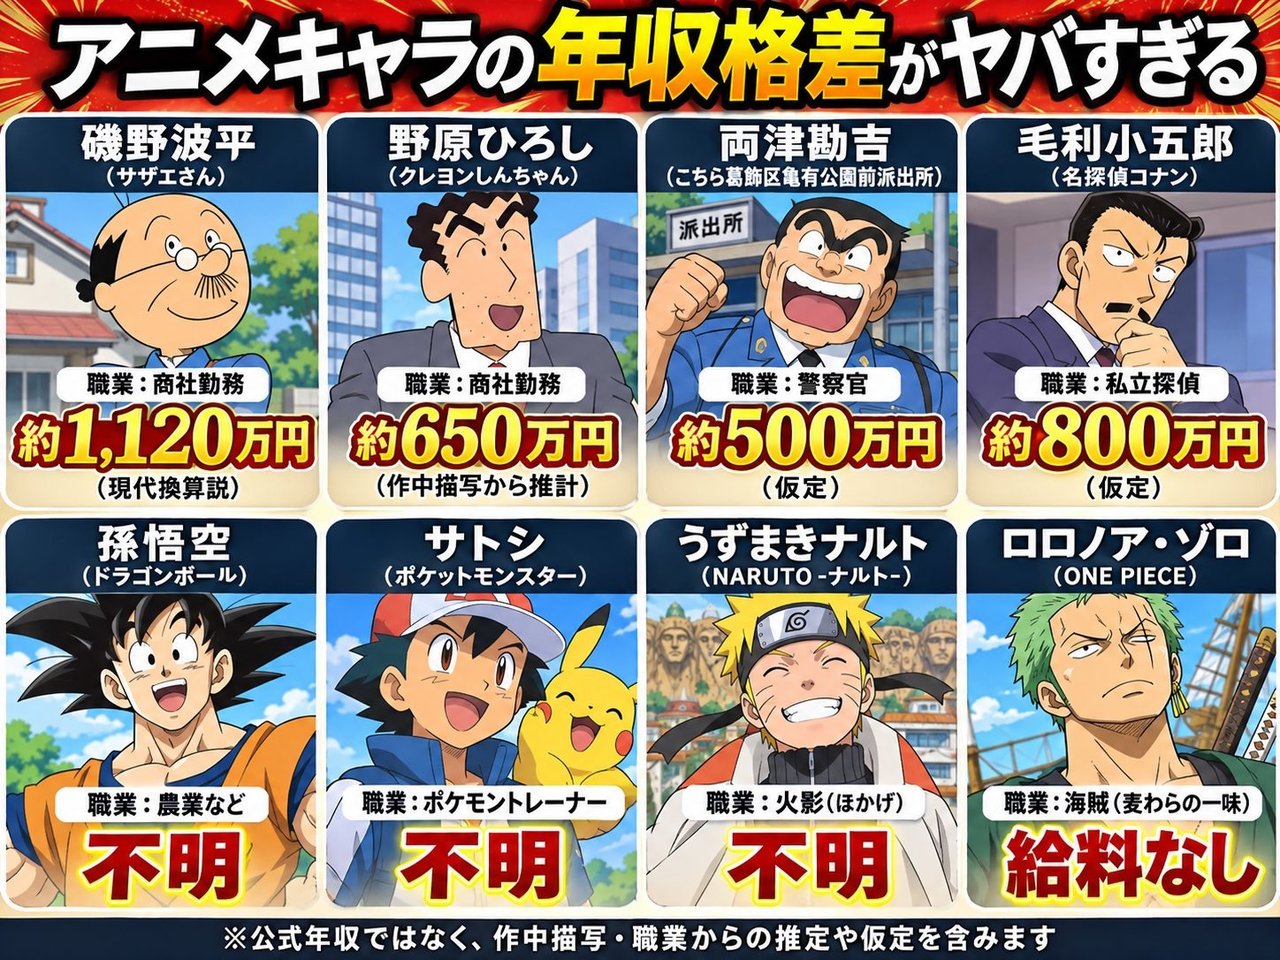 アニメキャラの年収格差がヤバすぎる
磯野波平
(サザエさん)
職業：商社勤務
約1,120万円
(現代換算説)
野原ひろし
(クレヨンしんちゃん)
職業：商社勤務
約650万円
(作中描写から推計)
両津勘吉
(こちら葛飾区亀有公園前派出所)
派出所
職業：警察官
約500万円
(仮定)
毛利小五郎
(名探偵コナン)
職業：私立探偵
約800万円
(仮定)
孫悟空
(ドラゴンボール)
職業：農業など
不明
サトシ
(ポケットモンスター)
職業：ポケモントレーナー
不明
うずまきナルト
(NARUTO -ナルト-)
職業：火影(ほかげ)
不明
ロロノア・ゾロ
(ONE PIECE)
職業：海賊(麦わらの一味)
給料なし
※公式年収ではなく、作中描写・職業からの推定や仮定を含みます